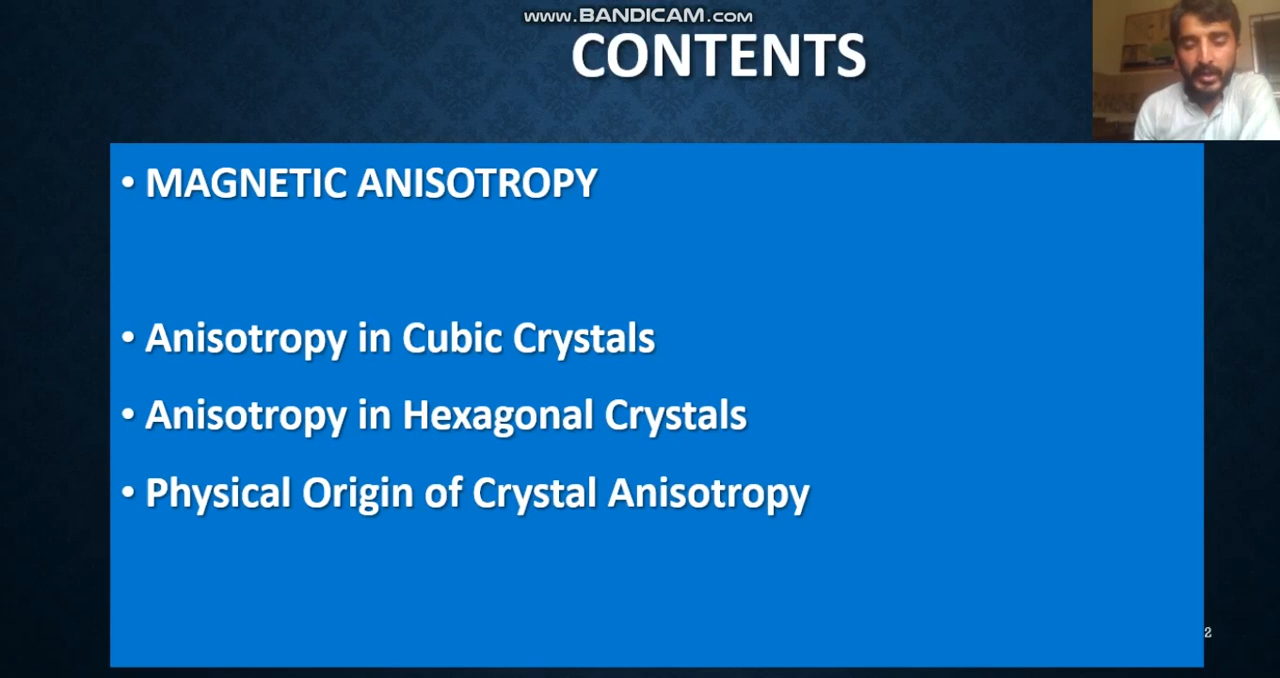 www.BANDICAM.com
CONTENTS
• MAGNETIC ANISOTROPY
• Anisotropy in Cubic Crystals
• Anisotropy in Hexagonal Crystals
• Physical Origin of Crystal Anisotropy
2